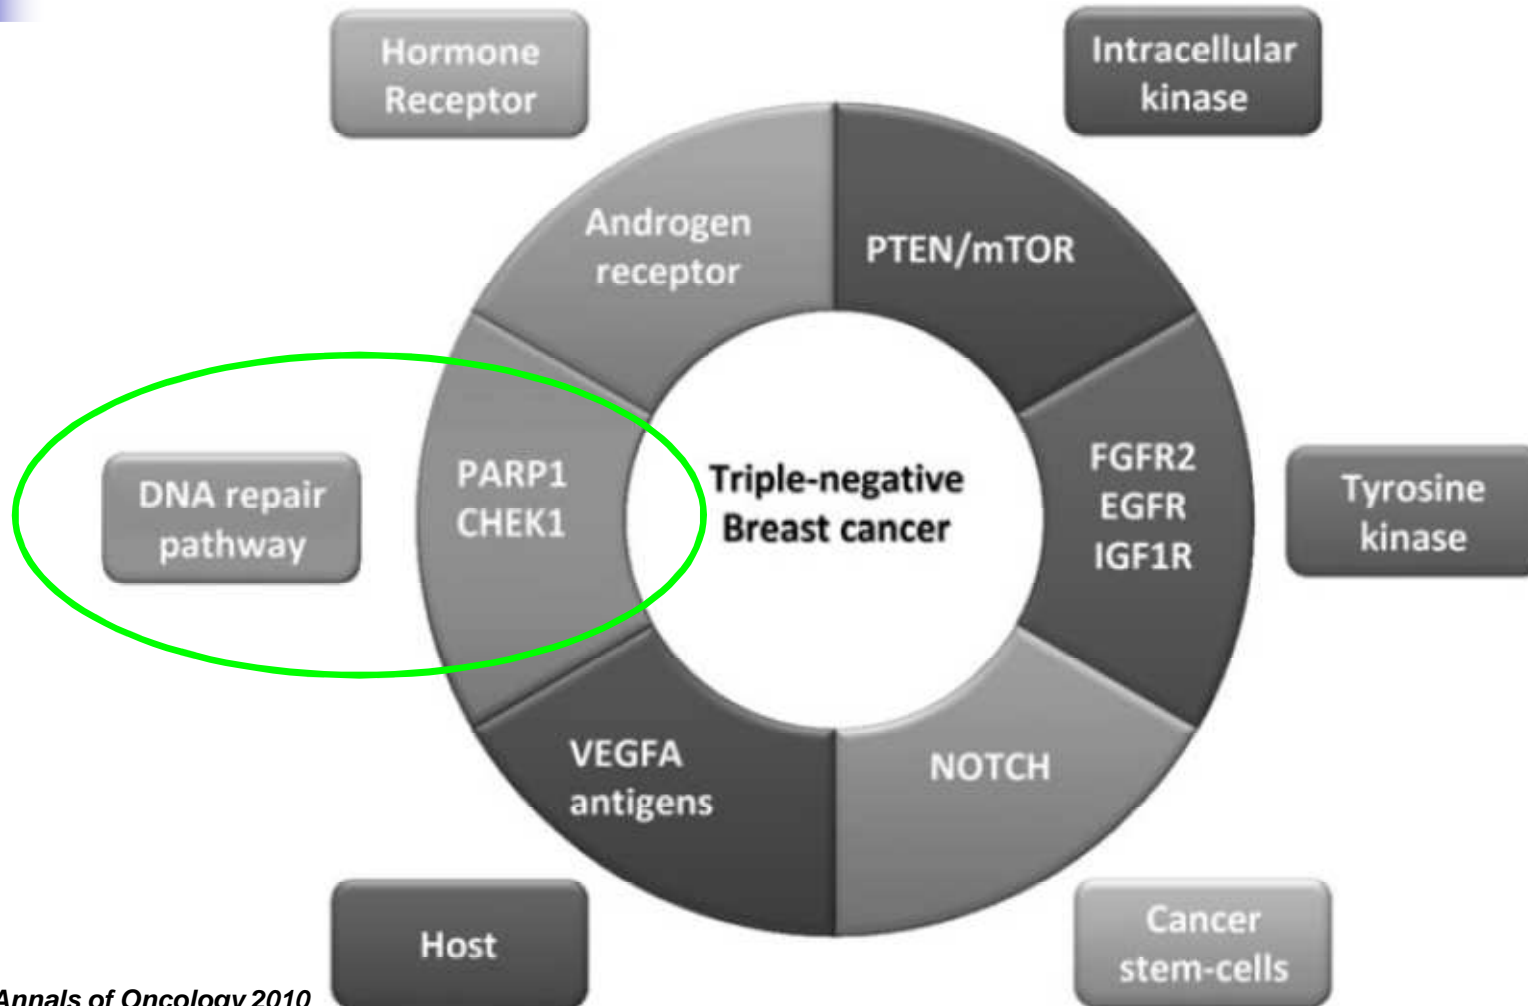 Hormone
Receptor
Intracellular
kinase
Androgen
receptor
PTEN/mTOR
DNA repair
pathway
PARP1
CHEK1
Triple-negative
Breast cancer
FGFR2
EGFR
IGF1R
Tyrosine
kinase
VEGFA
antigens
NOTCH
Host
Cancer
stem-cells
Annals of Oncology 2010